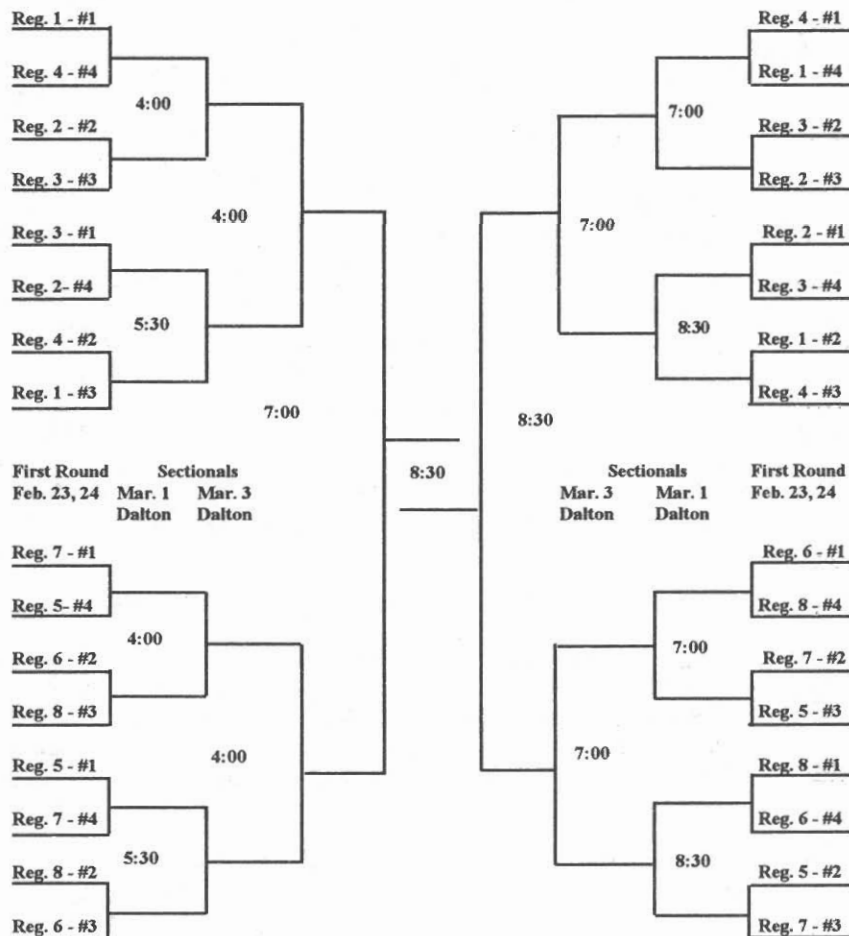 Reg. 1 - #1
Reg. 4 - #4
4:00
Reg. 2 - #2
Reg. 3 - #3
4:00
Reg. 3 - #1
Reg. 2- #4
5:30
Reg. 4 - #2
Reg. 1 - #3
7:00
Reg. 4 - #1
Reg. 1 - #4
7:00
Reg. 3 - #2
Reg. 2 - #3
7:00
Reg. 2 - #1
Reg. 3 - #4
8:30
Reg. 1 - #2
Reg. 4 - #3
8:30
First Round
Feb. 23, 24
Sectionals
Mar. 1 Mar. 3
Dalton Dalton
8:30
Sectionals
Mar. 3 Mar. 1
Dalton Dalton
First Round
Feb. 23, 24
Reg. 7 - #1
Reg. 5- #4
4:00
Reg. 6 - #2
Reg. 8 - #3
4:00
Reg. 5 - #1
Reg. 7 - #4
5:30
Reg. 8 - #2
Reg. 6 - #3
Reg. 6 - #1
Reg. 8 - #4
7:00
Reg. 7 - #2
Reg. 5 - #3
7:00
Reg. 8 - #1
Reg. 6 - #4
8:30
Reg. 5 - #2
Reg. 7 - #3